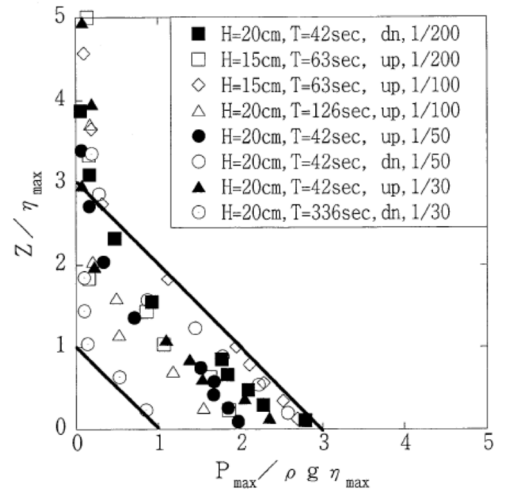 5
4
3
2
1
0
Z / η max
H=20cm, T=42sec, dn, 1/200
H=15cm, T=63sec, up, 1/200
H=15cm, T=63sec, up, 1/100
H=20cm, T=126sec, up, 1/100
H=20cm, T=42sec, up, 1/50
H=20cm, T=42sec, dn, 1/50
H=20cm, T=42sec, up, 1/30
H=20cm, T=336sec, dn, 1/30
0 1 2 3 4 5
P max / ρ g η max